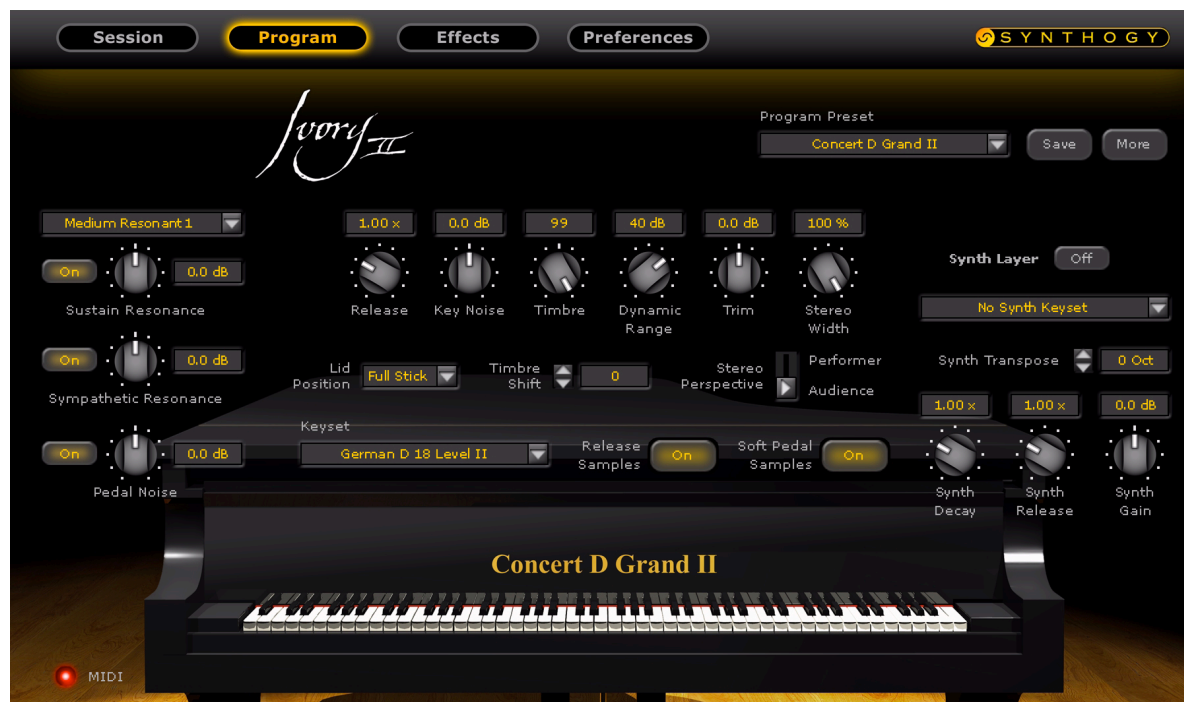 Session
Program
Effects
Preferences
SYNTHOGY
Ivory II
Program Preset
Concert D Grand II
Save
More
Medium Resonant 1
1.00 x
0.0 dB
99
40 dB
0.0 dB
100 %
On
0.0 dB
Sustain Resonance
Release
Key Noise
Timbre
Dynamic
Range
Trim
Stereo
Width
Synth Layer
Off
No Synth Keyset
On
0.0 dB
Sympathetic Resonance
Lid
Position
Full Stick
Timbre
Shift
0
Stereo
Perspective
Performer
Audience
Synth Transpose
0 Oct
1.00 x
1.00 x
0.0 dB
Keyset
German D 18 Level II
Release
Samples
On
Soft Pedal
Samples
On
On
0.0 dB
Pedal Noise
Synth
Decay
Synth
Release
Synth
Gain
Concert D Grand II
MIDI